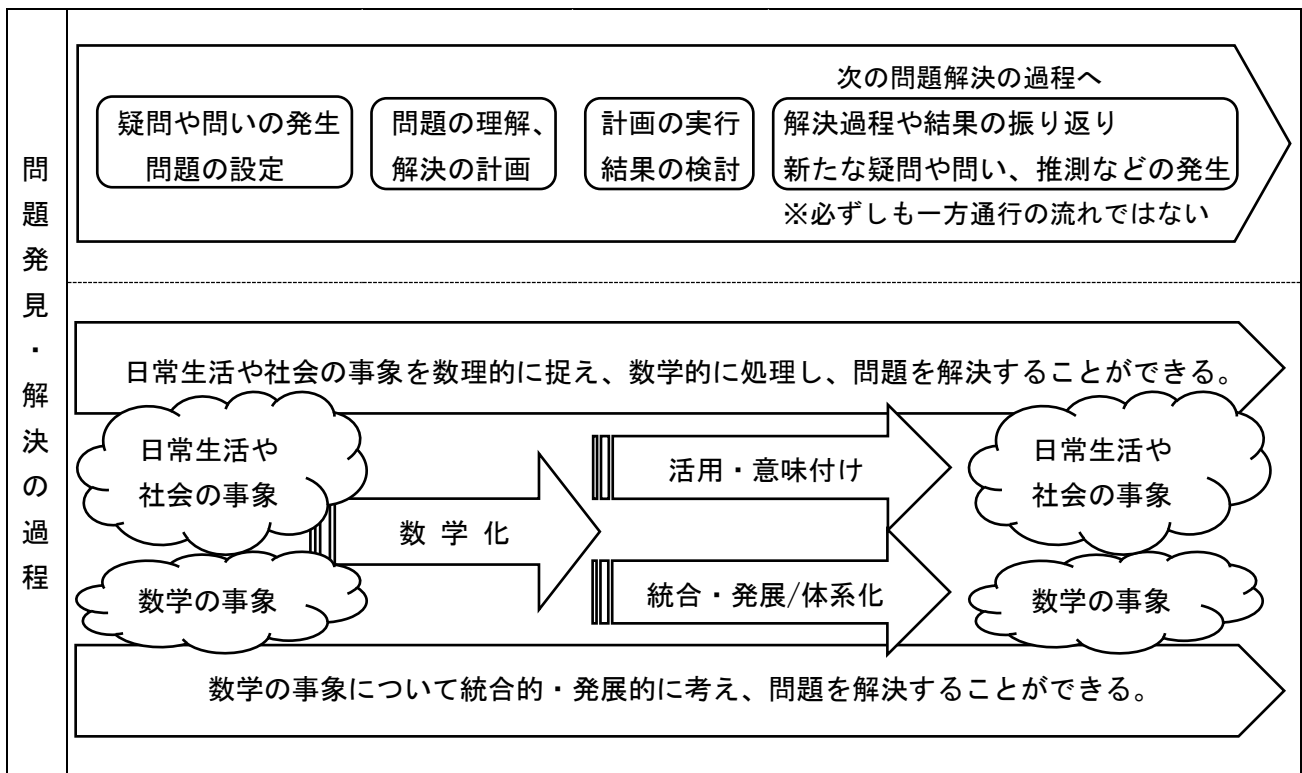 問題発見・解決の過程
次の問題解決の過程へ
疑問や問いの発生
問題の設定
問題の理解、
解決の計画
計画の実行
結果の検討
解決過程や結果の振り返り
新たな疑問や問い、推測などの発生
※必ずしも一方通行の流れではない
日常生活や社会の事象を数理的に捉え、数学的に処理し、問題を解決することができる。
日常生活や
社会の事象
数学の事象
数 学 化
活用・意味付け
統合・発展/体系化
日常生活や
社会の事象
数学の事象
数学の事象について統合的・発展的に考え、問題を解決することができる。